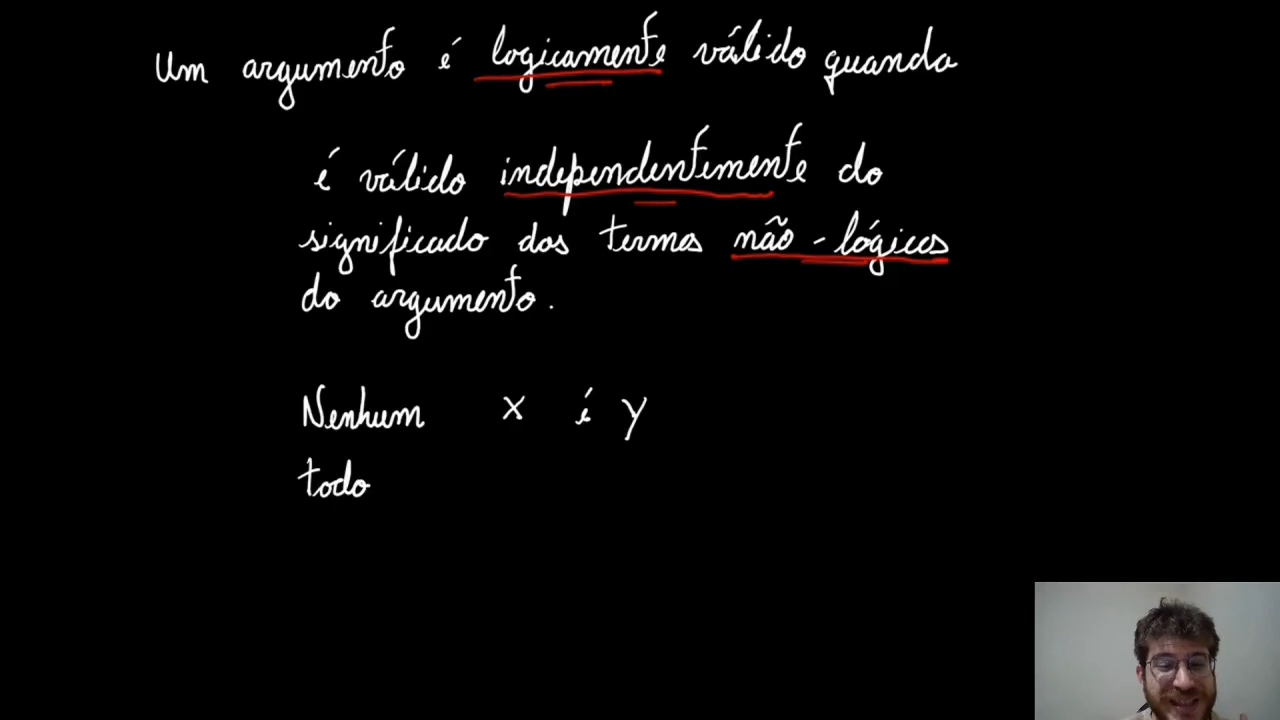 Um argumento é logicamente válido quando
é válido independentemente do
significado dos termos não-lógicos
do argumento.
Nenhum x é y
todo